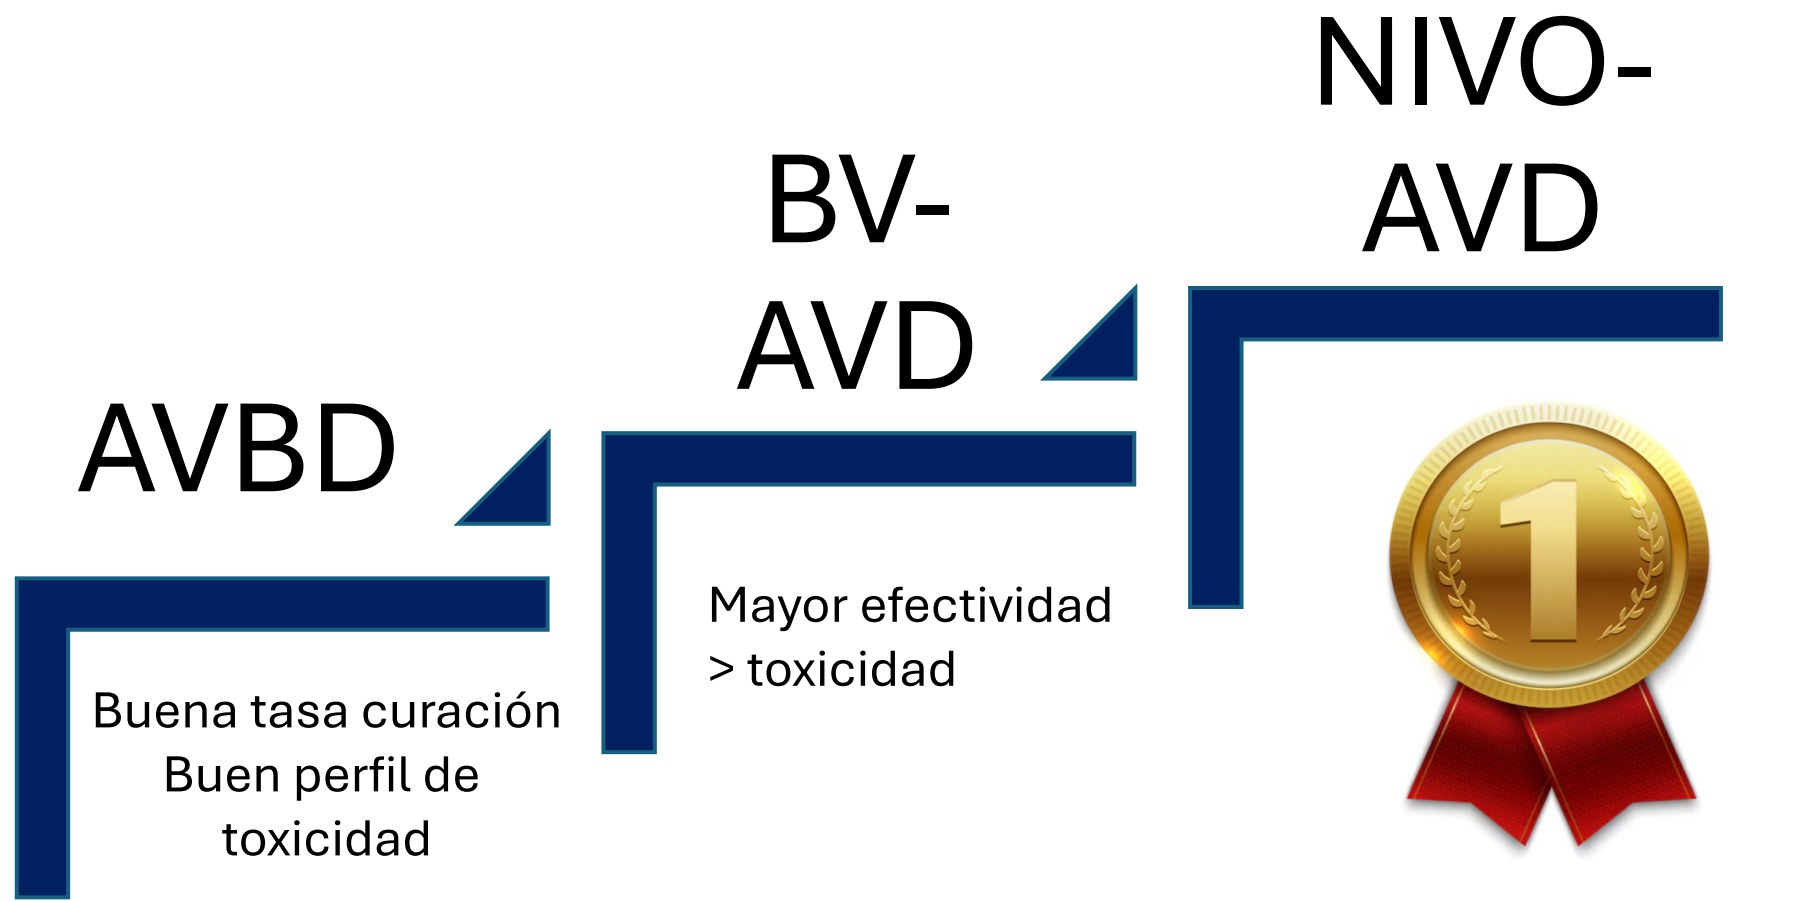 AVBD
Buena tasa curación
Buen perfil de
toxicidad
BV-
AVD
Mayor efectividad
> toxicidad
NIVO-
AVD
1